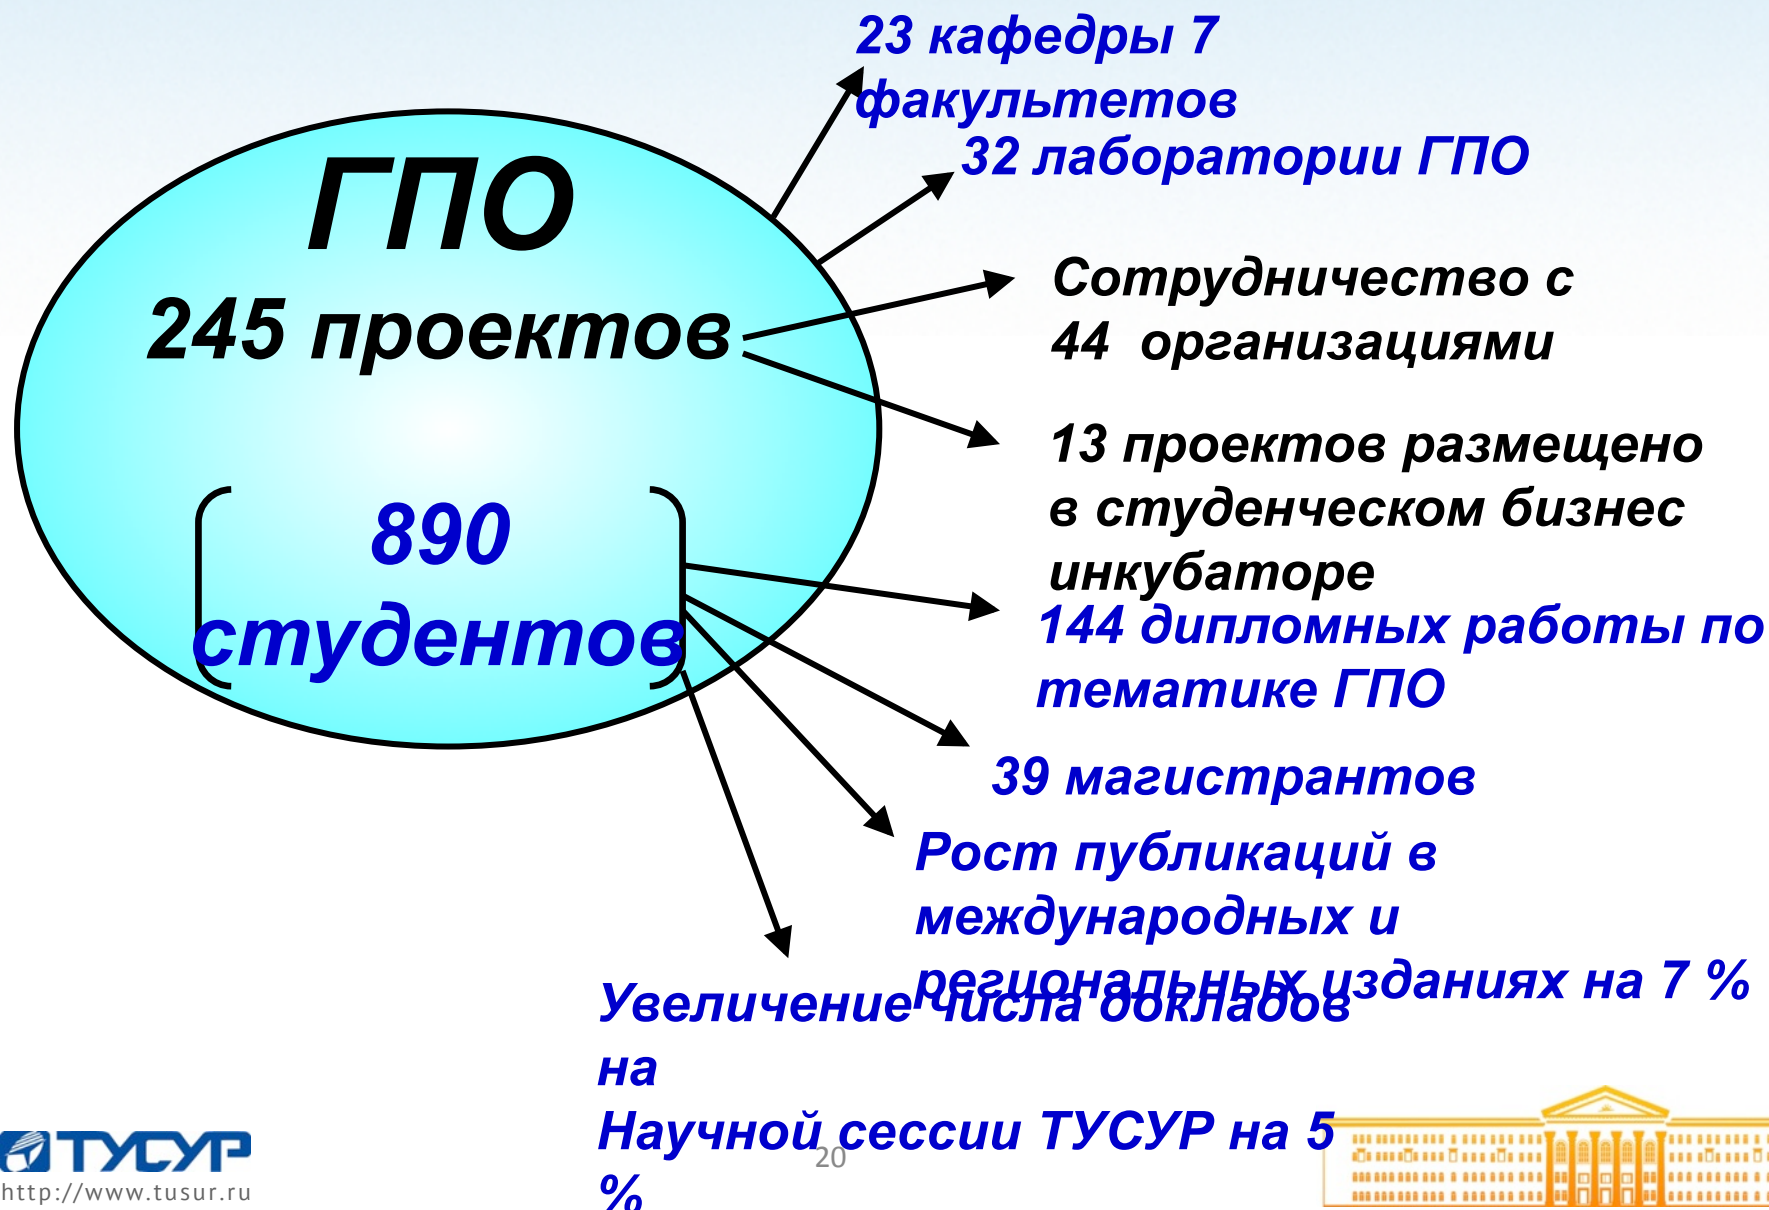 23 кафедры 7
факультетов
32 лаборатории ГПО
ГПО
245 проектов
890
студентов
Сотрудничество с
44 организациями
13 проектов размещено
в студенческом бизнес
инкубаторе
144 дипломных работы по
тематике ГПО
39 магистрантов
Рост публикаций в
международных и
региональных изданиях на 7 %
Увеличение числа докладов
на
Научной сессии ТУСУР на 5
%
20
ТУСУР
http://www.tusur.ru